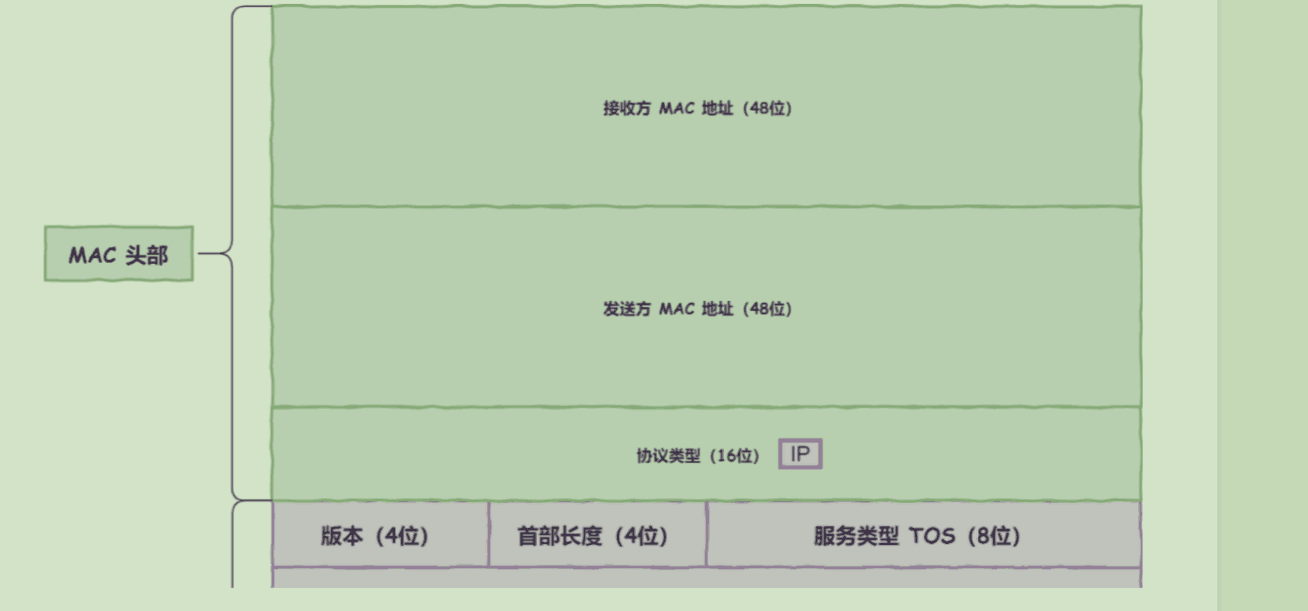 接收方 MAC 地址 (48位)
MAC 头部
发送方 MAC 地址 (48位)
协议类型 (16位) IP
版本 (4位) 首部长度 (4位) 服务类型 TOS (8位)